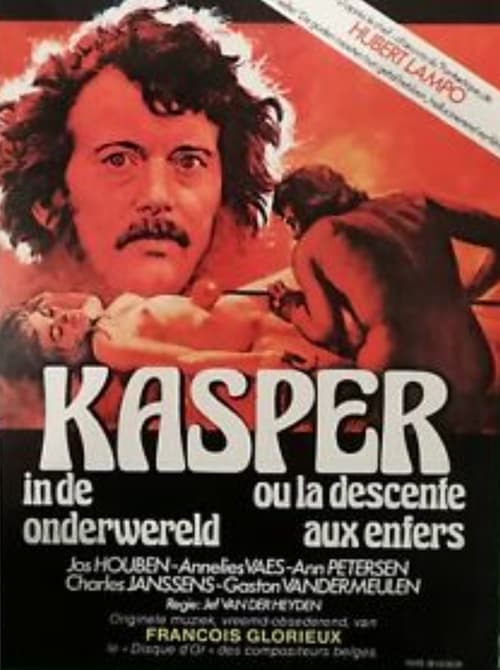 HUBERT LAMPO
KASPER
in de
onderwereld
ou la descente
aux enfers
Jos HOUBEN - Annelies VAES - Ann PETERSEN
Charles JANSSENS - Gaston VANDERMEULEN
Regie: Jef VAN DER HEYDEN
Originele muziek, vreemd-obsederend, van
FRANCOIS GLORIEUX
le «Disque d'Or» des compositeurs belges